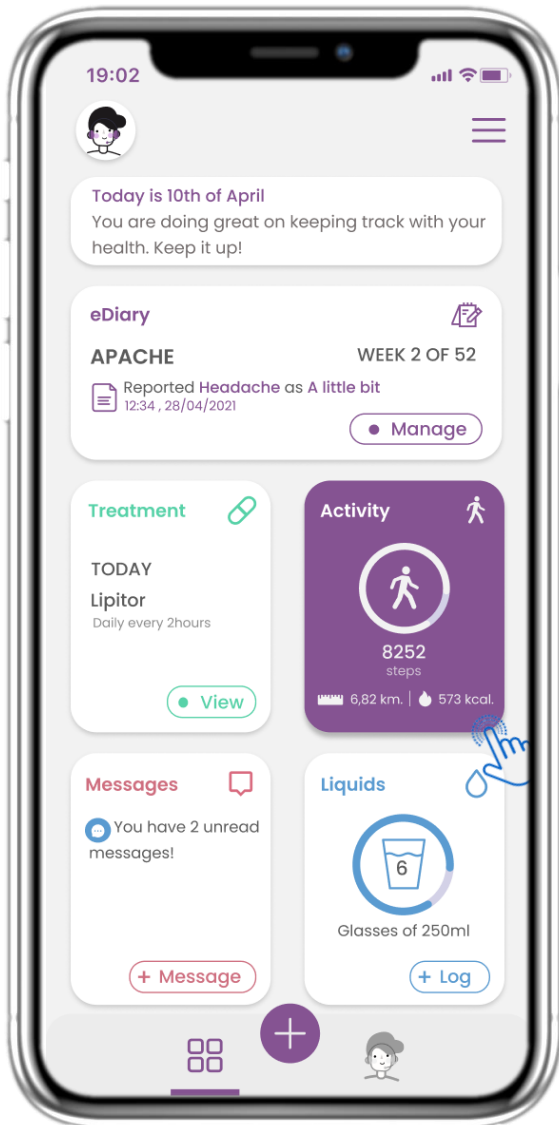 19:02
Today is 10th of April
You are doing great on keeping track with your
health. Keep it up!
eDiary
APACHE
WEEK 2 OF 52
Reported Headache as A little bit
12:34 , 28/04/2021
Manage
Treatment
TODAY
Lipitor
Daily every 2hours
View
Activity
8252
steps
6,82 km.
573 kcal.
Messages
You have 2 unread
messages!
+ Message
Liquids
6
Glasses of 250ml
+ Log